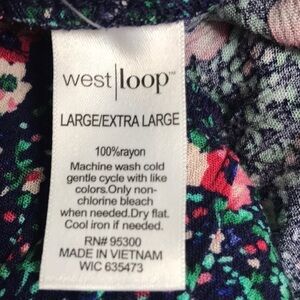 west|loop™
LARGE/EXTRA LARGE
100%rayon
Machine wash cold
gentle cycle with like
colors.Only non-
chlorine bleach
when needed.Dry flat.
Cool iron if needed.
RN# 95300
MADE IN VIETNAM
WIC 635473